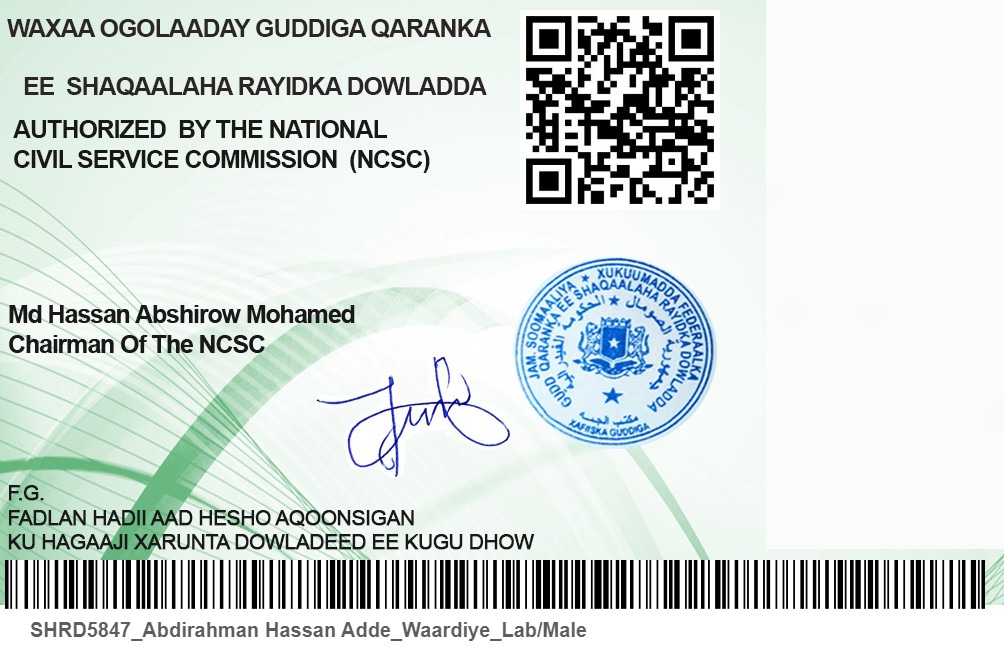 WAXAA OGOLAADAY GUDDIGA QARANKA
EE SHAQAALAHA RAYIDKA DOWLADDA
AUTHORIZED BY THE NATIONAL
CIVIL SERVICE COMMISSION (NCSC)
Md Hassan Abshirow Mohamed
Chairman Of The NCSC
JAM. SOOMAALIYA ★ XUKUUMADDA FEDERAALKA
GUDD QARANKA EE SHAQAALAHA RAYIDKA DOWLADDA
XAFIISKA GUDDIGA
F.G.
FADLAN HADII AAD HESHO AQOONSIGAN
KU HAGAAJI XARUNTA DOWLADEED EE KUGU DHOW
SHRD5847_Abdirahman Hassan Adde_Waardiye_Lab/Male